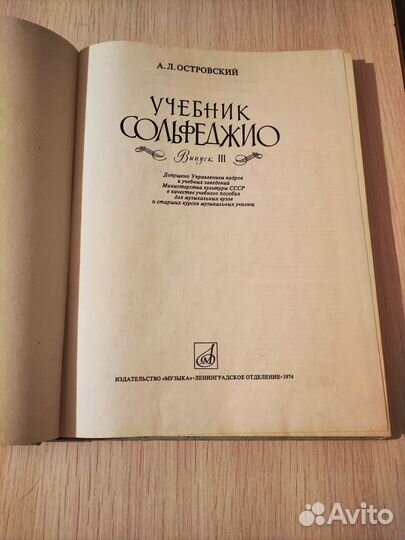 А. Л. ОСТРОВСКИЙ
УЧЕБНИК
СОЛЬФЕДЖИО
Выпуск III
Допущено Управлением кадров
и учебных заведений
Министерства культуры СССР
в качестве учебного пособия
для музыкальных вузов
и старших курсов музыкальных училищ
ИЗДАТЕЛЬСТВО «МУЗЫКА» • ЛЕНИНГРАДСКОЕ ОТДЕЛЕНИЕ • 1974
Avito